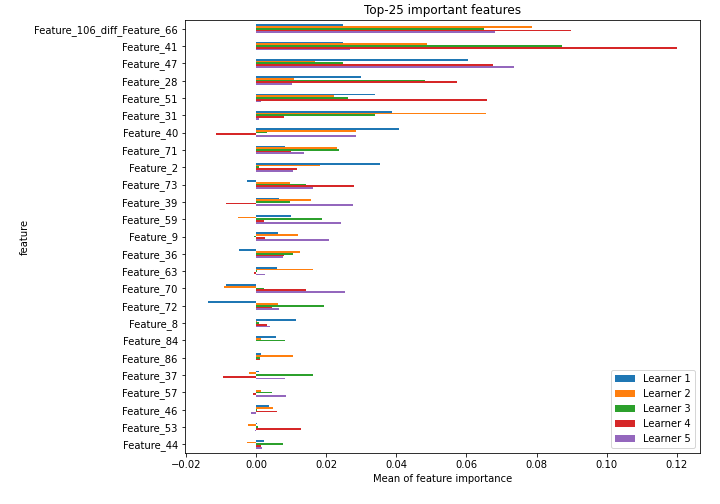 Top-25 important features
Feature_106_diff_Feature_66
Feature_41
Feature_47
Feature_28
Feature_51
Feature_31
Feature_40
Feature_71
Feature_2
Feature_73
Feature_39
Feature_59
Feature_9
Feature_36
Feature_63
Feature_70
Feature_72
Feature_8
Feature_84
Feature_86
Feature_37
Feature_57
Feature_46
Feature_53
Feature_44
feature
Learner 1
Learner 2
Learner 3
Learner 4
Learner 5
−0.02 0.00 0.02 0.04 0.06 0.08 0.10 0.12
Mean of feature importance